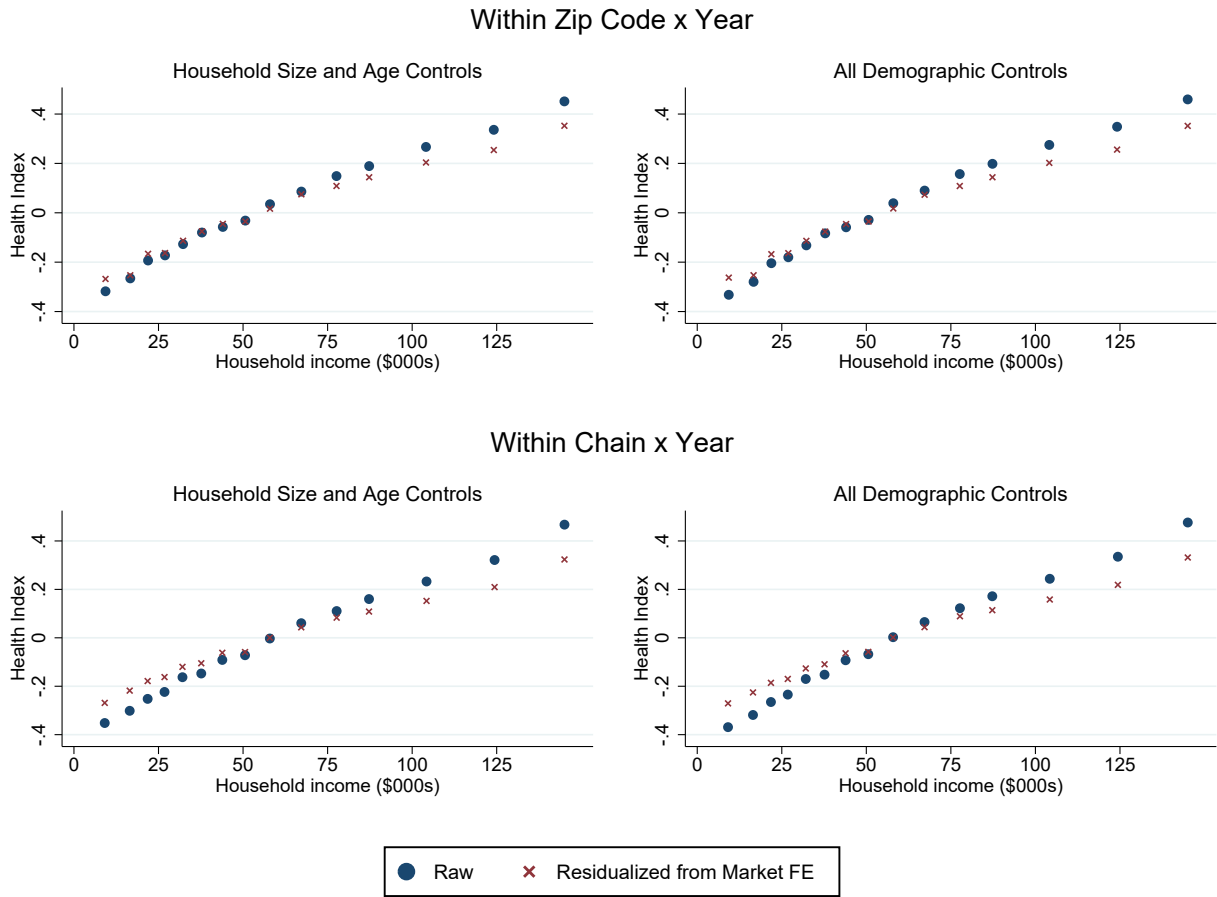 Within Zip Code x Year
Household Size and Age Controls
Health Index
.4
.2
0
-.2
-.4
0 25 50 75 100 125
Household income ($000s)
All Demographic Controls
Health Index
.4
.2
0
-.2
-.4
0 25 50 75 100 125
Household income ($000s)
Within Chain x Year
Household Size and Age Controls
Health Index
.4
.2
0
-.2
-.4
0 25 50 75 100 125
Household income ($000s)
All Demographic Controls
Health Index
.4
.2
0
-.2
-.4
0 25 50 75 100 125
Household income ($000s)
Raw Residualized from Market FE